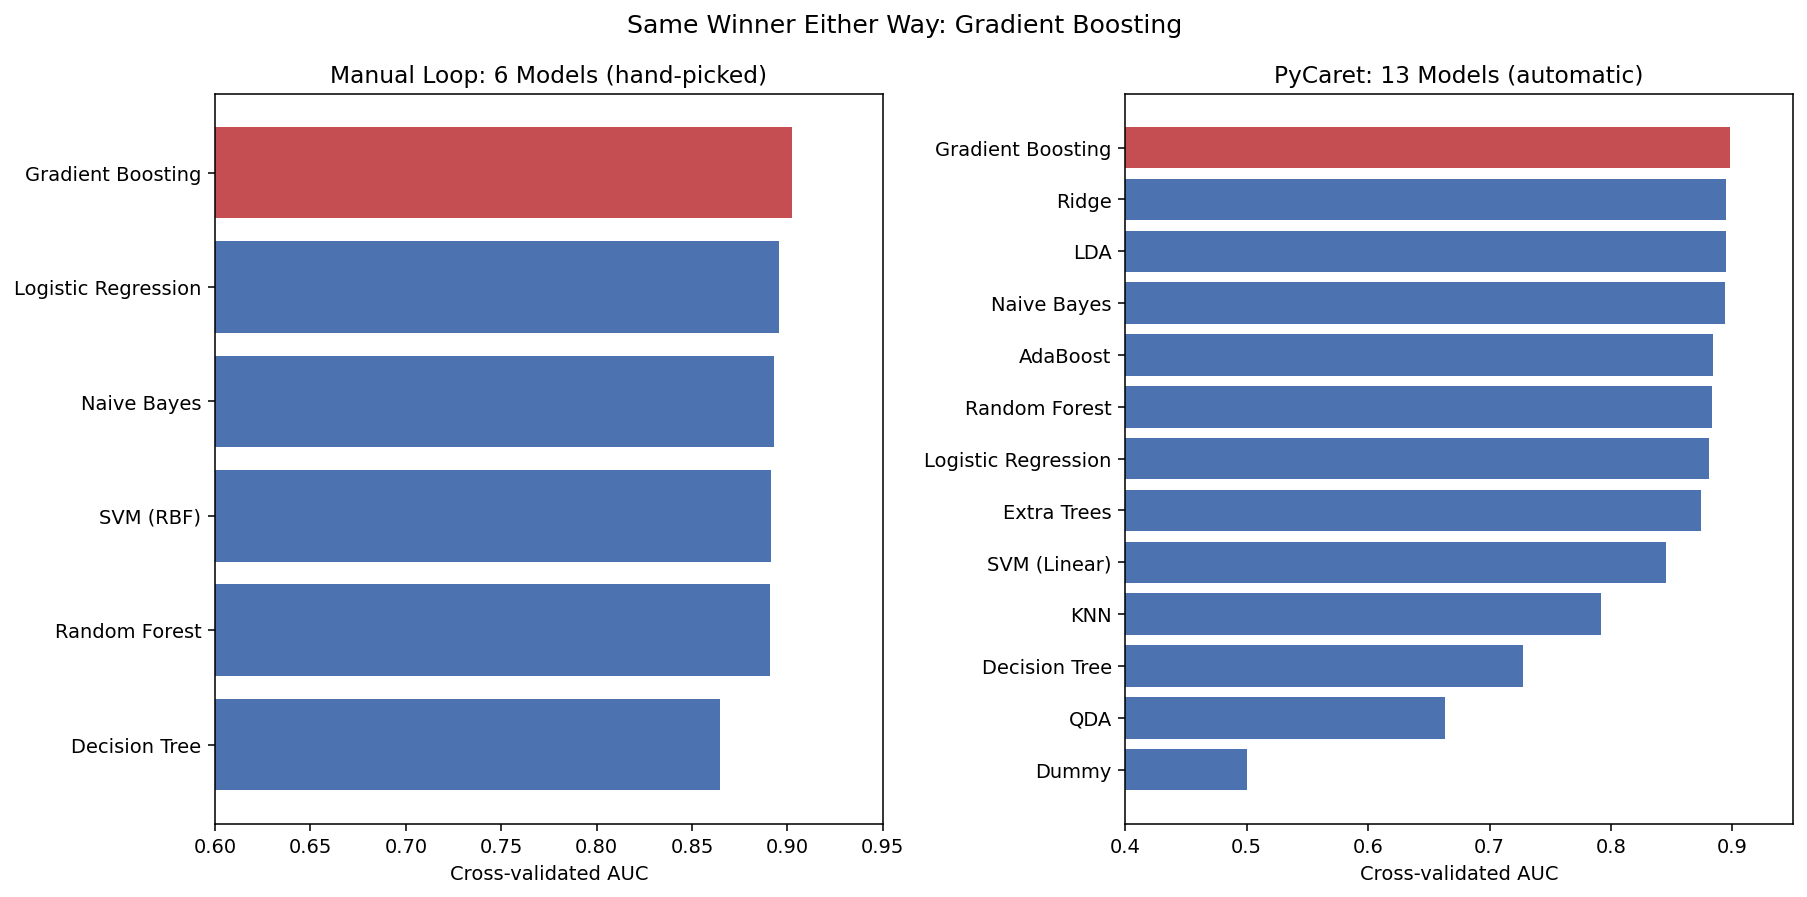 Same Winner Either Way: Gradient Boosting
Manual Loop: 6 Models (hand-picked)
Gradient Boosting
Logistic Regression
Naive Bayes
SVM (RBF)
Random Forest
Decision Tree
0.60 0.65 0.70 0.75 0.80 0.85 0.90 0.95
Cross-validated AUC
PyCaret: 13 Models (automatic)
Gradient Boosting
Ridge
LDA
Naive Bayes
AdaBoost
Random Forest
Logistic Regression
Extra Trees
SVM (Linear)
KNN
Decision Tree
QDA
Dummy
0.4 0.5 0.6 0.7 0.8 0.9
Cross-validated AUC